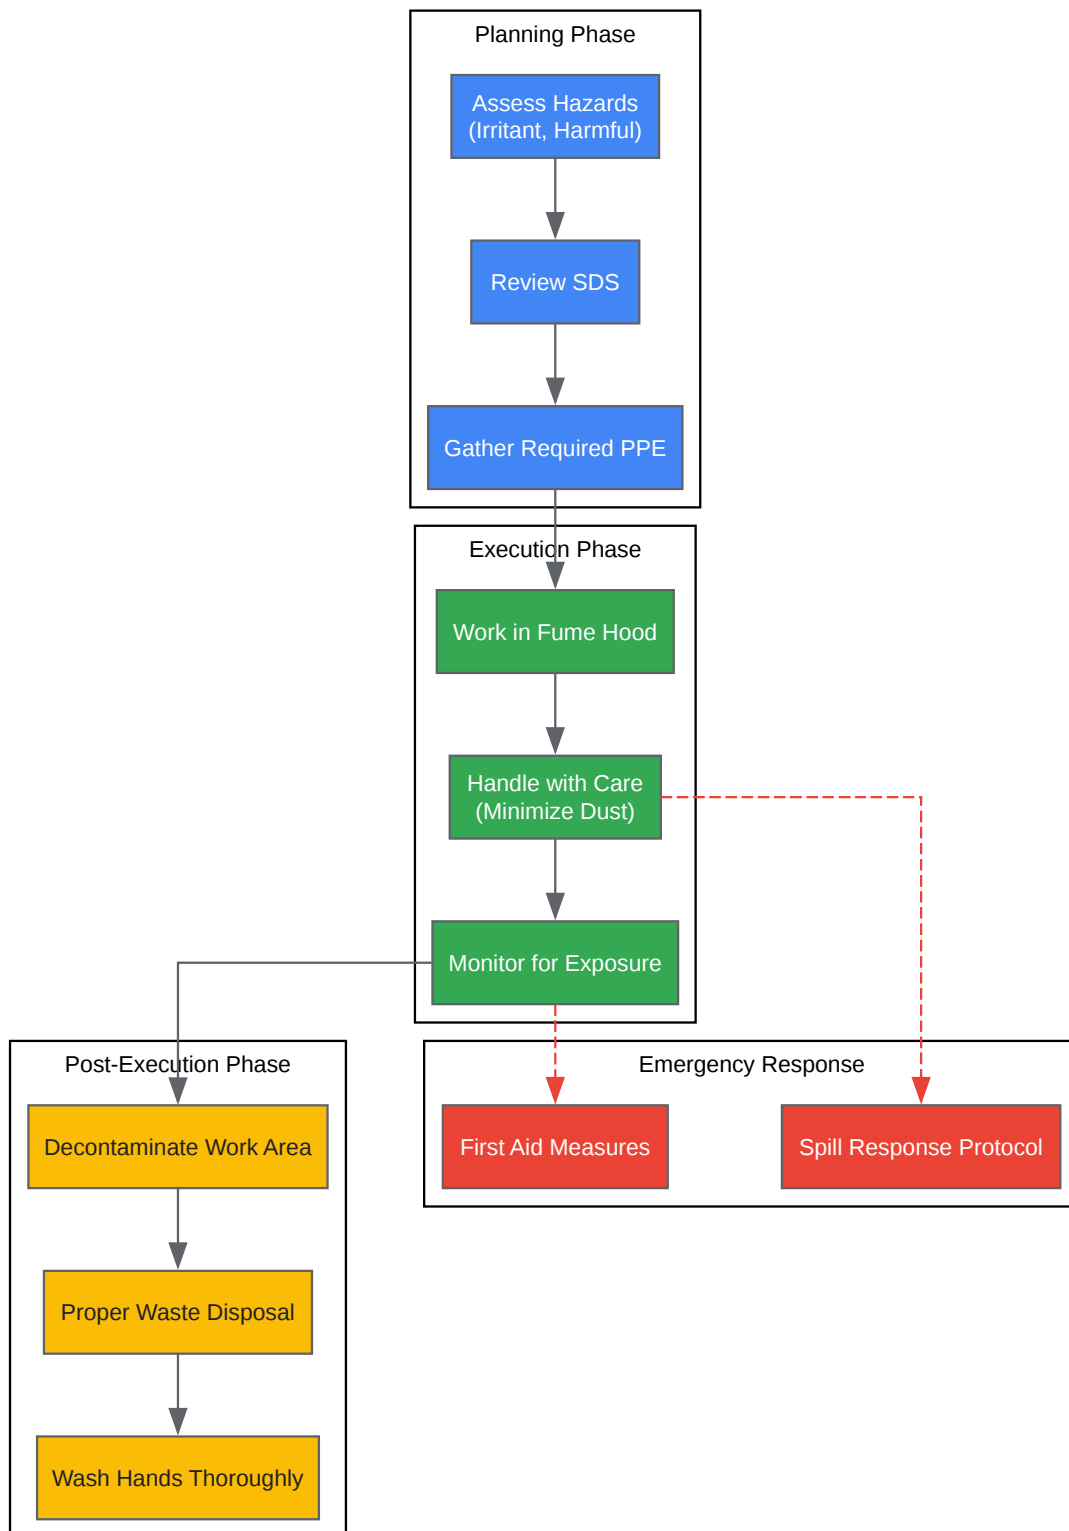 Planning Phase
Assess Hazards
(Irritant, Harmful)
Review SDS
Gather Required PPE
Execution Phase
Work in Fume Hood
Handle with Care
(Minimize Dust)
Monitor for Exposure
Post-Execution Phase
Decontaminate Work Area
Proper Waste Disposal
Wash Hands Thoroughly
Emergency Response
First Aid Measures
Spill Response Protocol